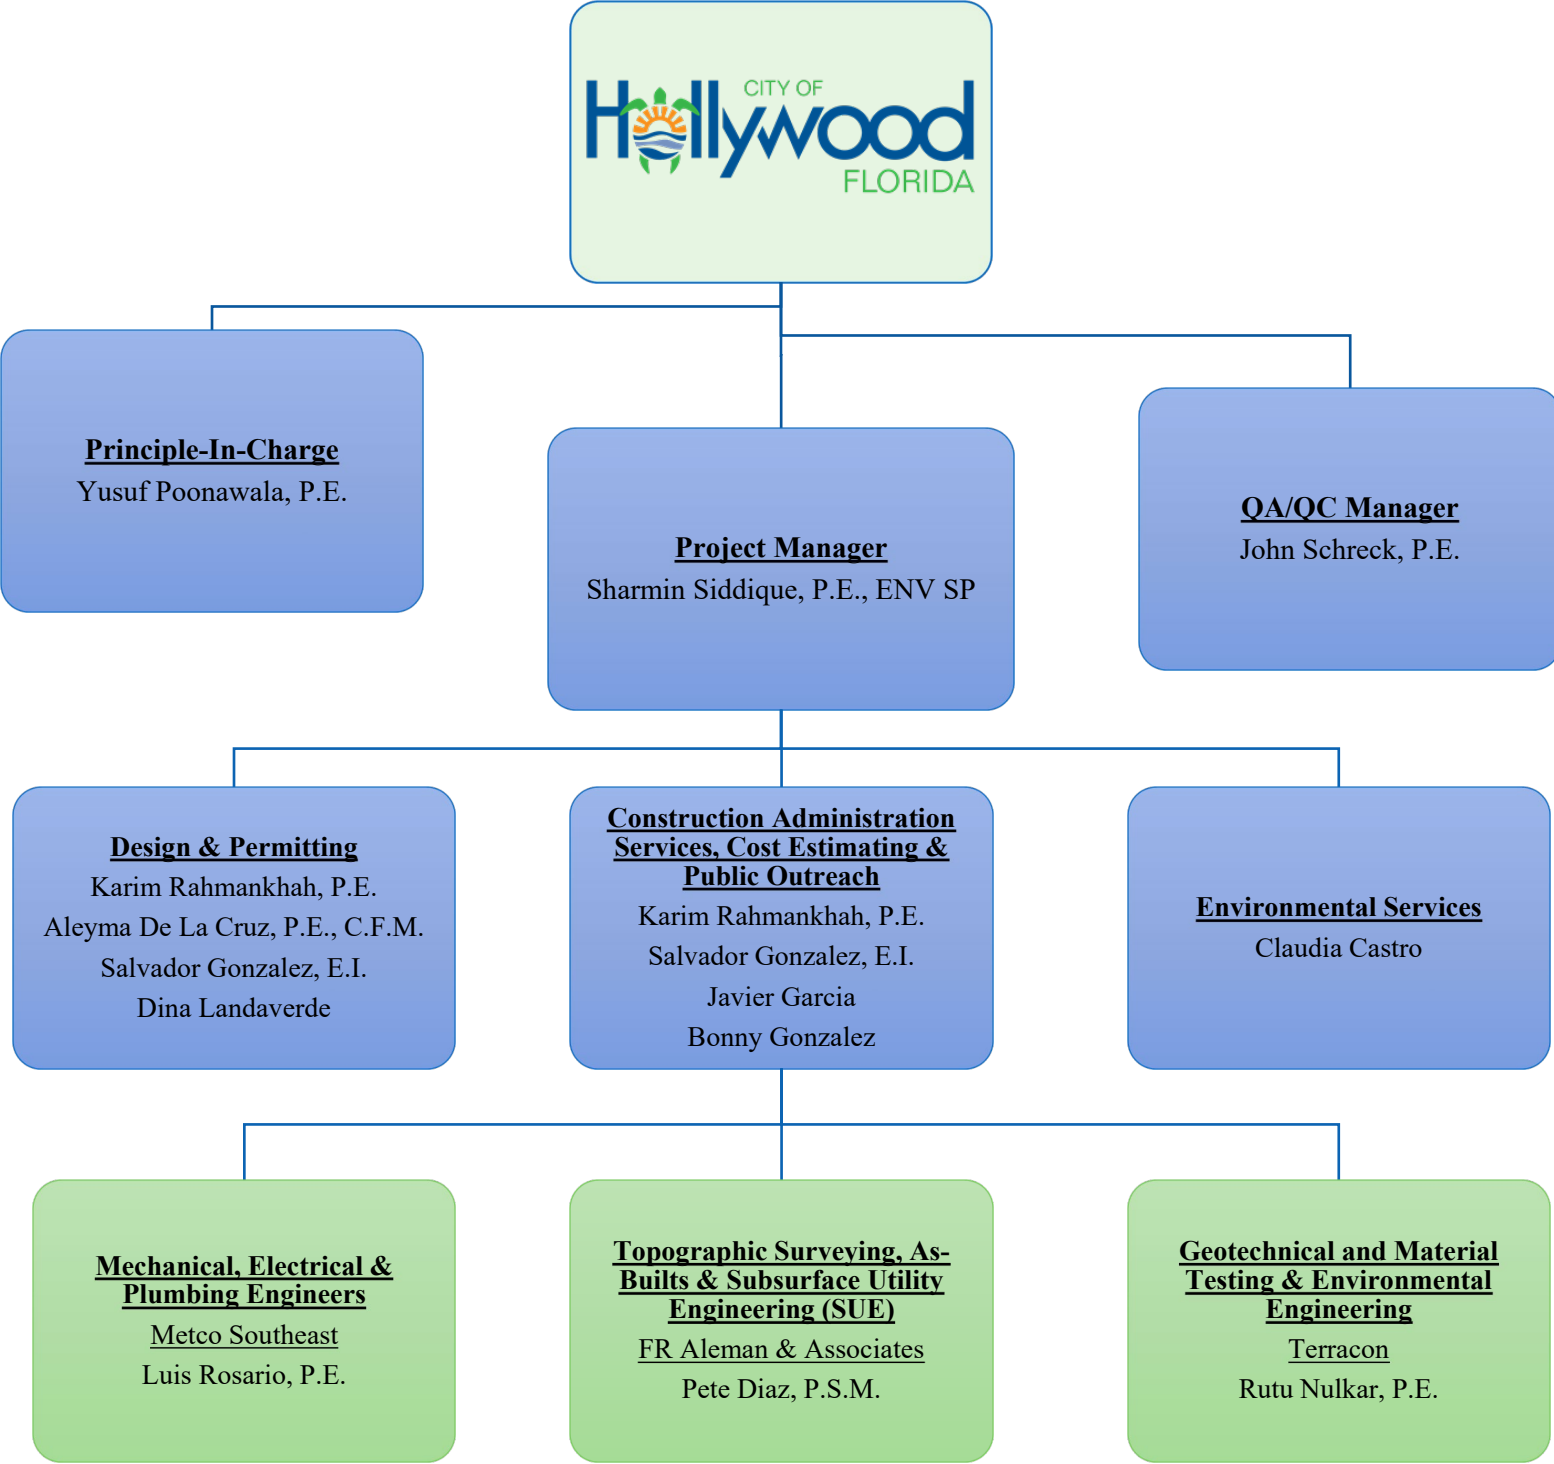 CITY OF
Hollywood
FLORIDA
Principle-In-Charge
Yusuf Poonawala, P.E.
Project Manager
Sharmin Siddique, P.E., ENV SP
QA/QC Manager
John Schreck, P.E.
Design & Permitting
Karim Rahmankhah, P.E.
Aleyma De La Cruz, P.E., C.F.M.
Salvador Gonzalez, E.I.
Dina Landaverde
Construction Administration
Services, Cost Estimating &
Public Outreach
Karim Rahmankhah, P.E.
Salvador Gonzalez, E.I.
Javier Garcia
Bonny Gonzalez
Environmental Services
Claudia Castro
Mechanical, Electrical &
Plumbing Engineers
Metco Southeast
Luis Rosario, P.E.
Topographic Surveying, As-
Builts & Subsurface Utility
Engineering (SUE)
FR Aleman & Associates
Pete Diaz, P.S.M.
Geotechnical and Material
Testing & Environmental
Engineering
Terracon
Rutu Nulkar, P.E.